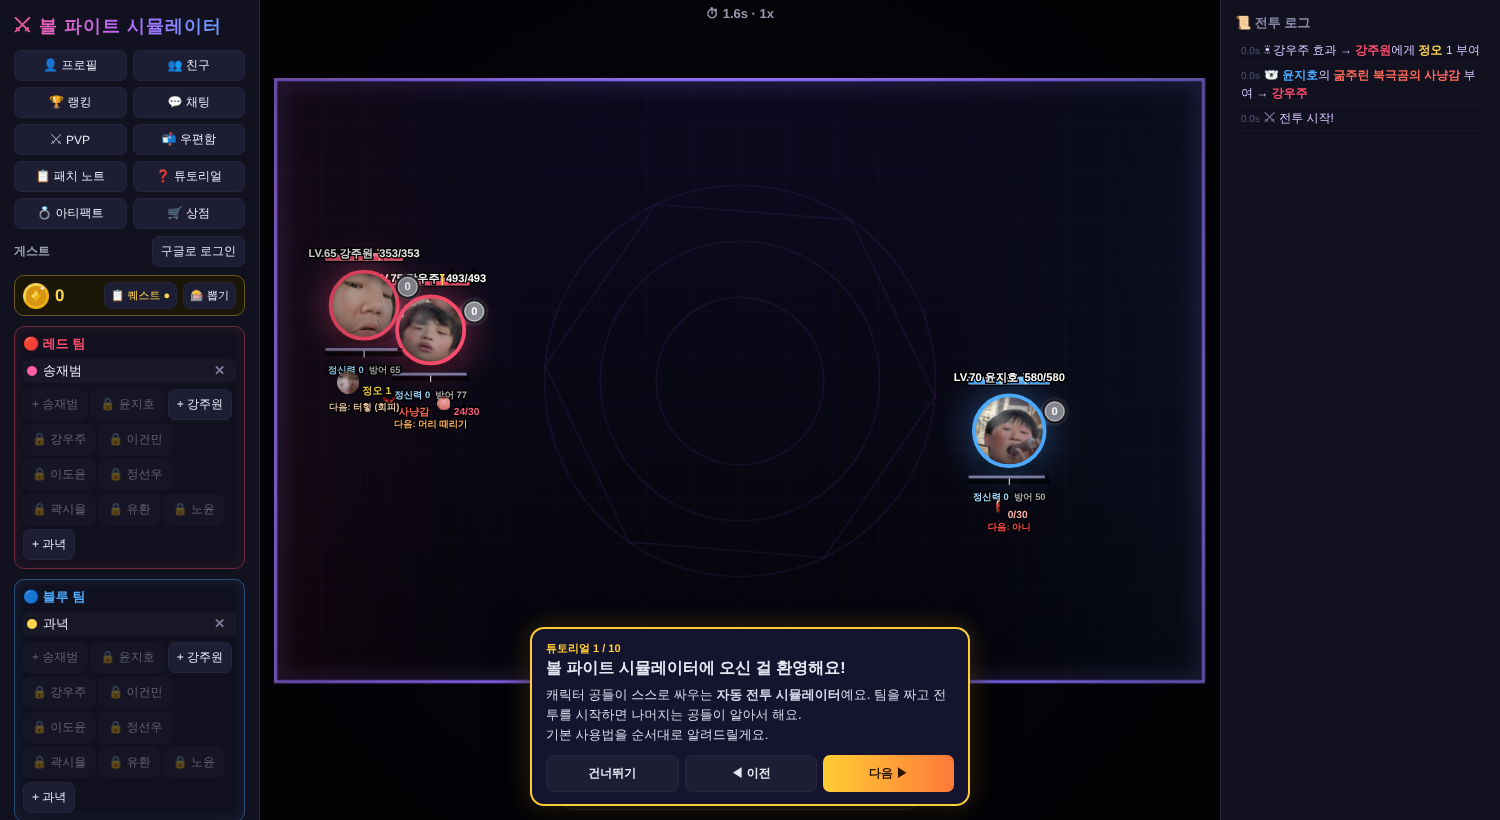 ⚔ 볼 파이트 시뮬레이터
👤 프로필
👥 친구
🏆 랭킹
💬 채팅
⚔ PVP
📬 우편함
📋 패치 노트
❓ 튜토리얼
💍 아티팩트
🛒 상점
게스트
구글로 로그인
0
📋 퀘스트 ●
🎰 뽑기
🔴 레드 팀
송재범 ✕
+ 송재범 🔒 윤지호 + 강주원
🔒 강우주 🔒 이건민
🔒 이도윤 🔒 정선우
🔒 곽시율 🔒 유환 🔒 노윤
+ 과녁
🔵 블루 팀
과녁 ✕
+ 송재범 🔒 윤지호 + 강주원
🔒 강우주 🔒 이건민
🔒 이도윤 🔒 정선우
🔒 곽시율 🔒 유환 🔒 노윤
+ 과녁
⏱ 1.6s · 1x
LV.65 강주원 353/353
0
정신력 0 방어 65
정오 1
다음: 터헣 (회피)
LV.75 강우주 493/493
0
정신력 0 방어 77
사냥감 24/30
다음: 머리 때리기
LV.70 윤지호 580/580
0
정신력 0 방어 50
0/30
다음: 아니
튜토리얼 1 / 10
볼 파이트 시뮬레이터에 오신 걸 환영해요!
캐릭터 공들이 스스로 싸우는 자동 전투 시뮬레이터예요. 팀을 짜고 전
투를 시작하면 나머지는 공들이 알아서 해요.
기본 사용법을 순서대로 알려드릴게요.
건너뛰기
◀ 이전
다음 ▶
📜 전투 로그
0.0s 강우주 효과 → 강주원에게 정오 1 부여
0.0s 🐻‍❄️ 윤지호의 굶주린 북극곰의 사냥감 부
여 → 강우주
0.0s ⚔ 전투 시작!